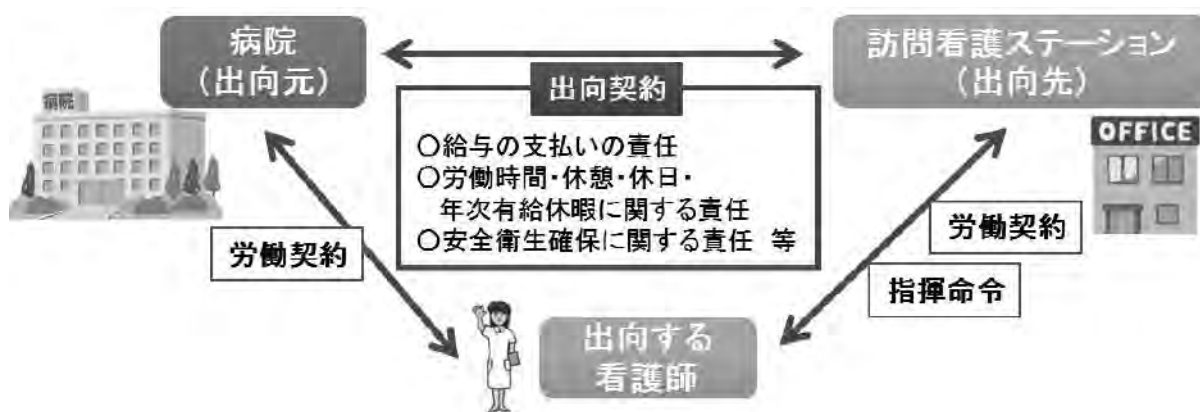 病院
(出向元)
訪問看護ステーション
(出向先)
病院
出向契約
○給与の支払いの責任
○労働時間・休憩・休日・
年次有給休暇に関する責任
○安全衛生確保に関する責任 等
OFFICE
労働契約
労働契約
指揮命令
出向する
看護師